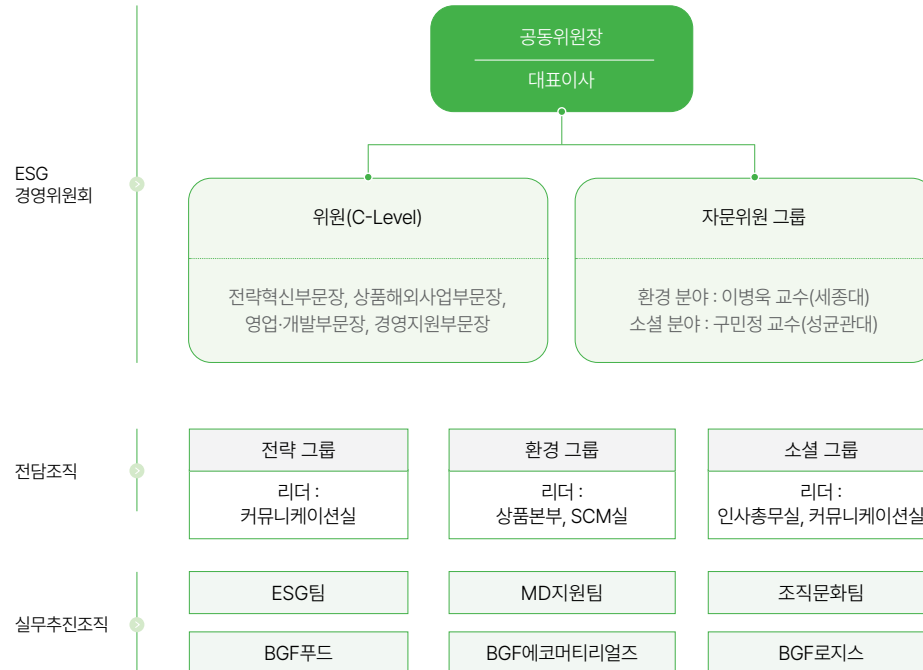 공동위원장
대표이사
ESG
경영위원회
위원(C-Level)
전략혁신부문장, 상품해외사업부문장,
영업·개발부문장, 경영지원부문장
자문위원 그룹
환경 분야 : 이병욱 교수(세종대)
소셜 분야 : 구민정 교수(성균관대)
전담조직
전략 그룹
리더 :
커뮤니케이션실
환경 그룹
리더 :
상품본부, SCM실
소셜 그룹
리더 :
인사총무실, 커뮤니케이션실
실무추진조직
ESG팀
MD지원팀
조직문화팀
BGF푸드
BGF에코머티리얼즈
BGF로지스